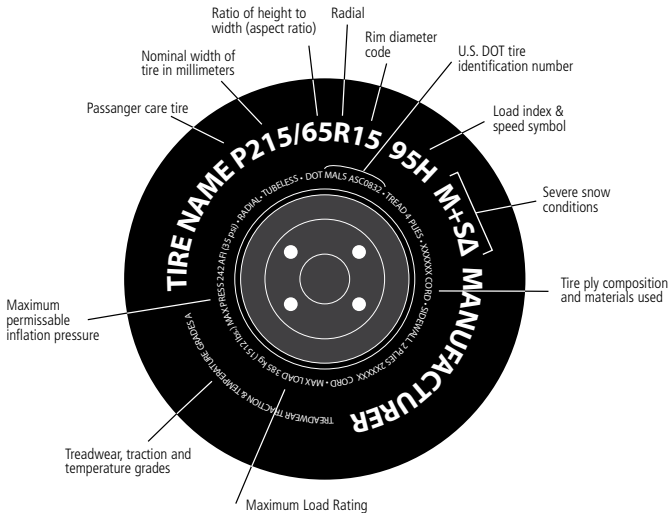 Ratio of height to
width (aspect ratio)
Radial
Rim diameter
code
U.S. DOT tire
identification number
Nominal width of
tire in millimeters
Passanger care tire
Load index &
speed symbol
Severe snow
conditions
Tire ply composition
and materials used
Maximum
permissable
inflation pressure
Treadwear, traction and
temperature grades
Maximum Load Rating
TIRE NAME P215/65R15 95H M+S∆ MANUFACTURER
TREADWEAR TRACTION & TEMPERATURE GRADES A
MAX PRESS 242 AFI (35 psi) • RADIAL • TUBELESS • DOT MALS ASC0832 • TREAD 4 PLIES • XXXXXX CORD • SIDEWALL 2 PLIES 2XXXXX CORD • MAX LOAD 385 kg (1512 lbs)